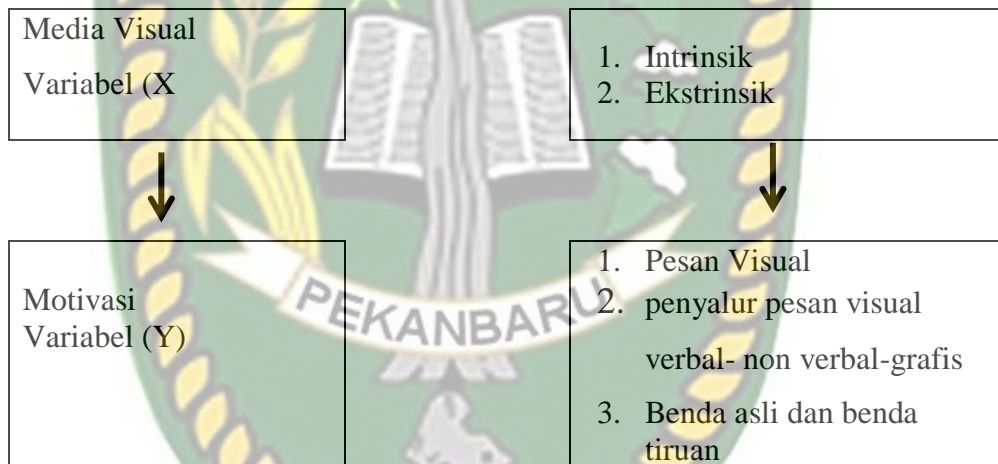 Media Visual
Variabel (X
1. Intrinsik
2. Ekstrinsik
Motivasi
Variabel (Y)
1. Pesan Visual
2. penyalur pesan visual
verbal- non verbal-grafis
3. Benda asli dan benda
tiruan
PEKANBARU